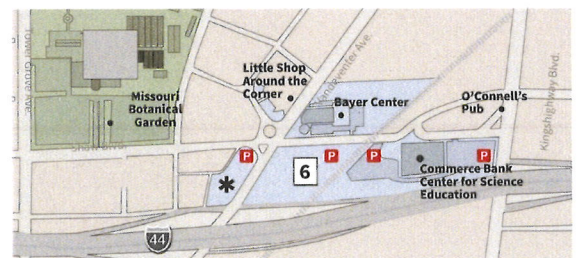 Tower Grove Ave.
Vandeventer Ave.
Little Shop
Around the
Corner
Missouri
Botanical
Garden
Bayer Center
O'Connell's
Pub
Kingshighway Blvd.
Shaw Blvd.
P
P
P
P
6
*
Commerce Bank
Center for Science
Education
44